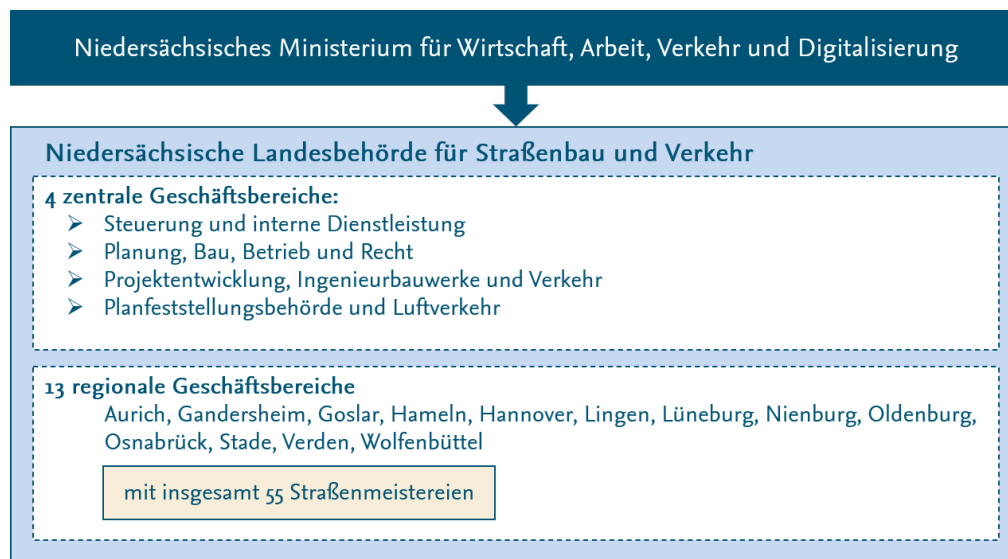 Niedersächsisches Ministerium für Wirtschaft, Arbeit, Verkehr und Digitalisierung
Niedersächsische Landesbehörde für Straßenbau und Verkehr
4 zentrale Geschäftsbereiche:
➢ Steuerung und interne Dienstleistung
➢ Planung, Bau, Betrieb und Recht
➢ Projektentwicklung, Ingenieurbauwerke und Verkehr
➢ Planfeststellungsbehörde und Luftverkehr
13 regionale Geschäftsbereiche
Aurich, Gandersheim, Goslar, Hameln, Hannover, Lingen, Lüneburg, Nienburg, Oldenburg,
Osnabrück, Stade, Verden, Wolfenbüttel
mit insgesamt 55 Straßenmeistereien